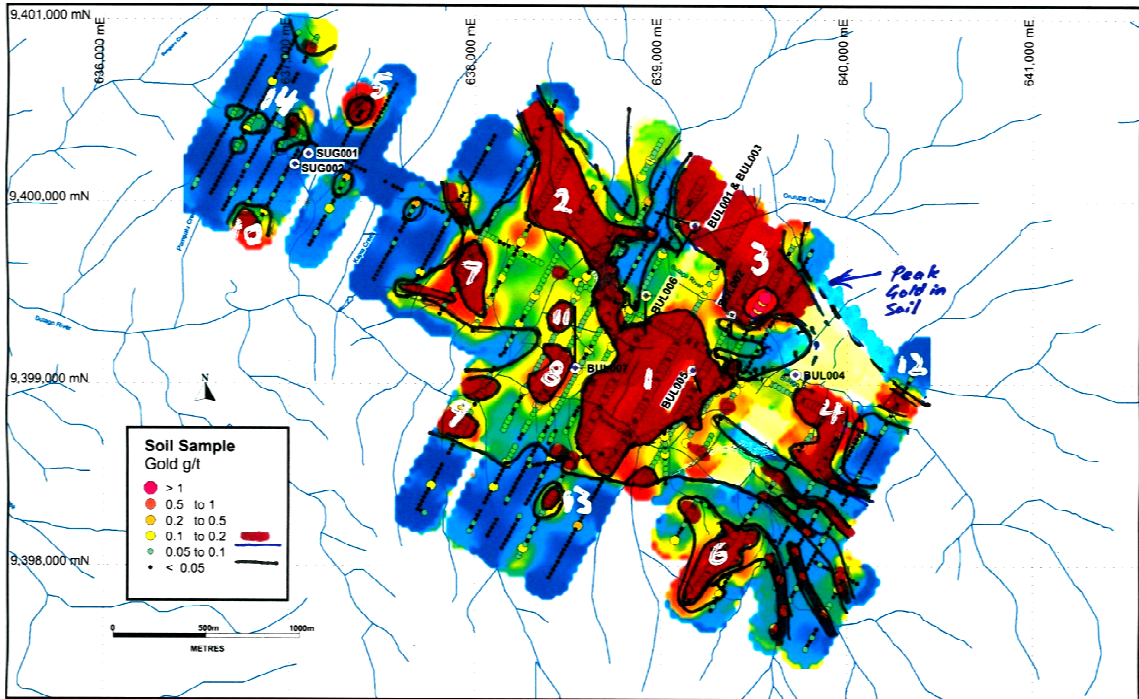 9,401,000 mN
636,000 mE
637,000 mE
638,000 mE
639,000 mE
640,000 mE
641,000 mE
14
5
SUG001
SUG002
9,400,000 mN
10
2
BUL001 & BUL003
3
7
BUL006
Peak
Gold in
Soil
11
8
BUL007
1
BUL005
BUL004
12
9,399,000 mN
9
4
N
13
6
Soil Sample
Gold g/t
> 1
0.5 to 1
0.2 to 0.5
0.1 to 0.2
0.05 to 0.1
< 0.05
9,398,000 mN
0 500m 1000m
METRES